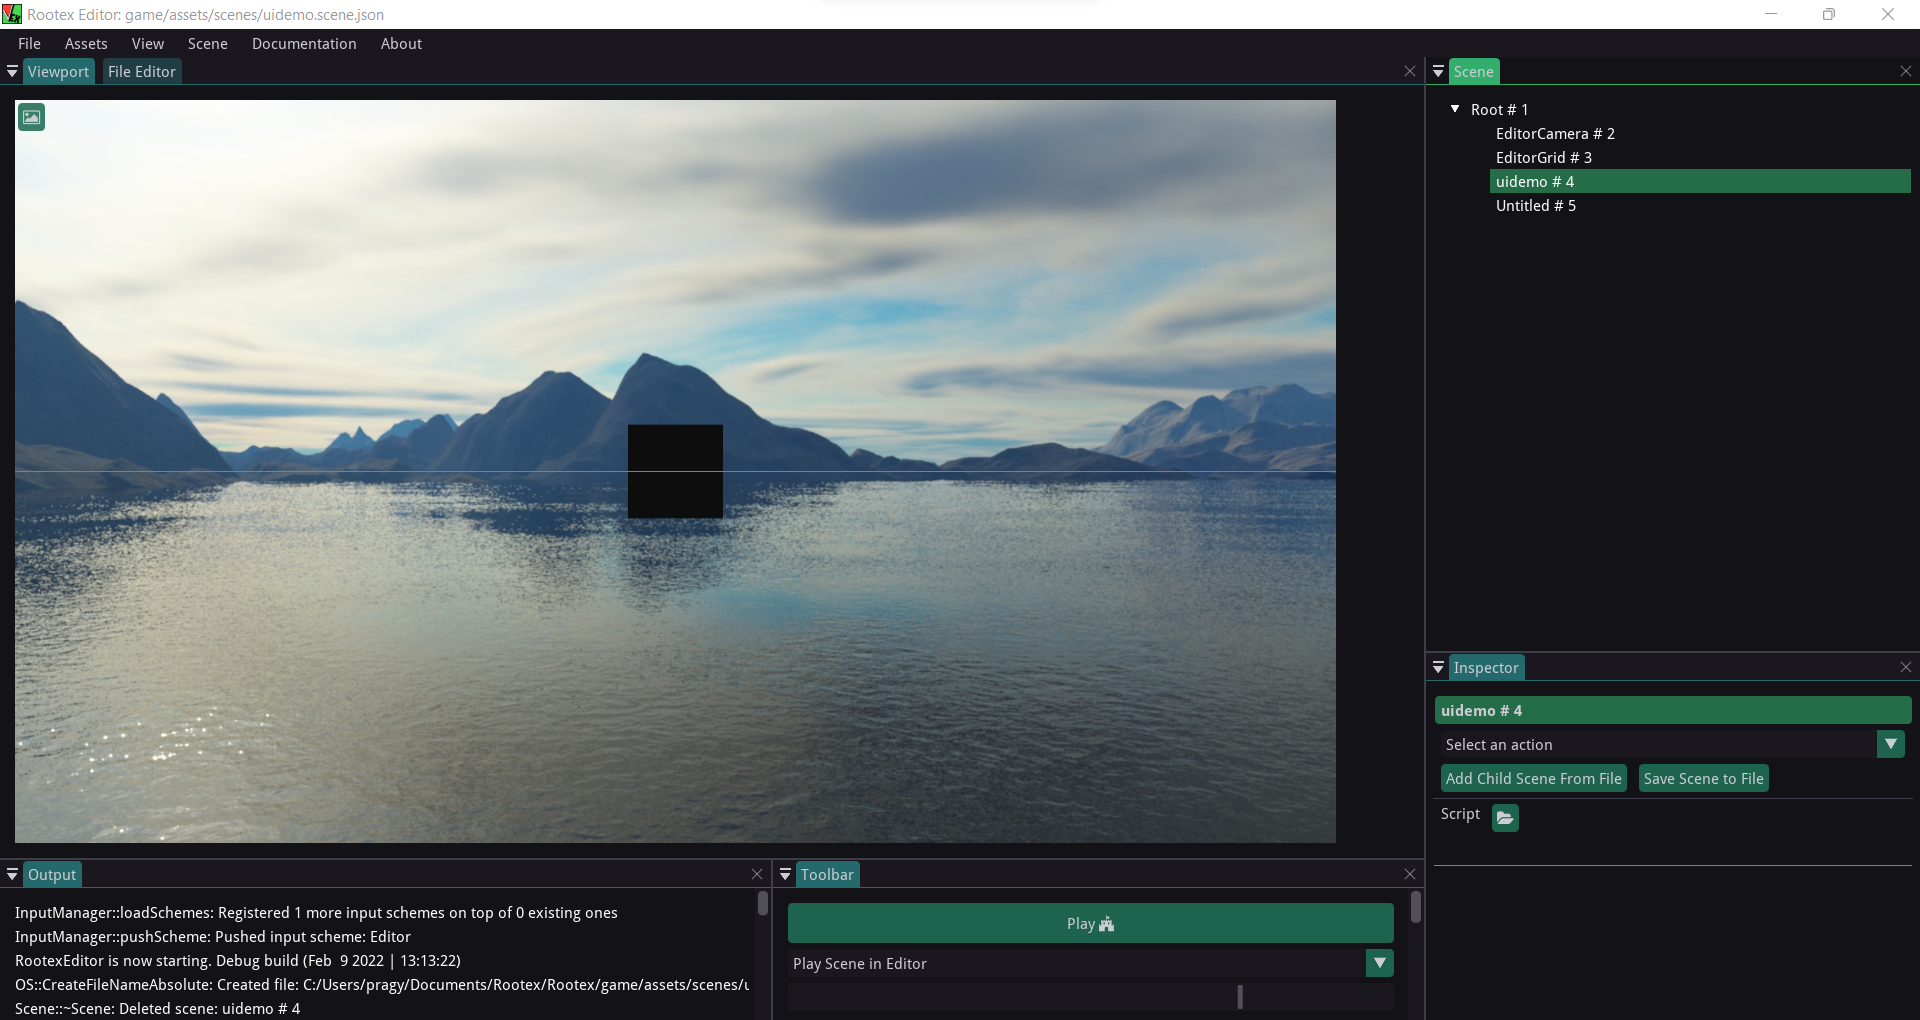 Rootex Editor: game/assets/scenes/uidemo.scene.json
File Assets View Scene Documentation About
Viewport File Editor
Scene
Root # 1
EditorCamera # 2
EditorGrid # 3
uidemo # 4
Untitled # 5
Inspector
uidemo # 4
Select an action
Add Child Scene From File Save Scene to File
Script
Output
InputManager::loadSchemes: Registered 1 more input schemes on top of 0 existing ones
InputManager::pushScheme: Pushed input scheme: Editor
RootexEditor is now starting. Debug build (Feb  9 2022 | 13:13:22)
OS::CreateFileNameAbsolute: Created file: C:/Users/pragy/Documents/Rootex/Rootex/game/assets/scenes/u
Scene::~Scene: Deleted scene: uidemo # 4
Toolbar
Play
Play Scene in Editor